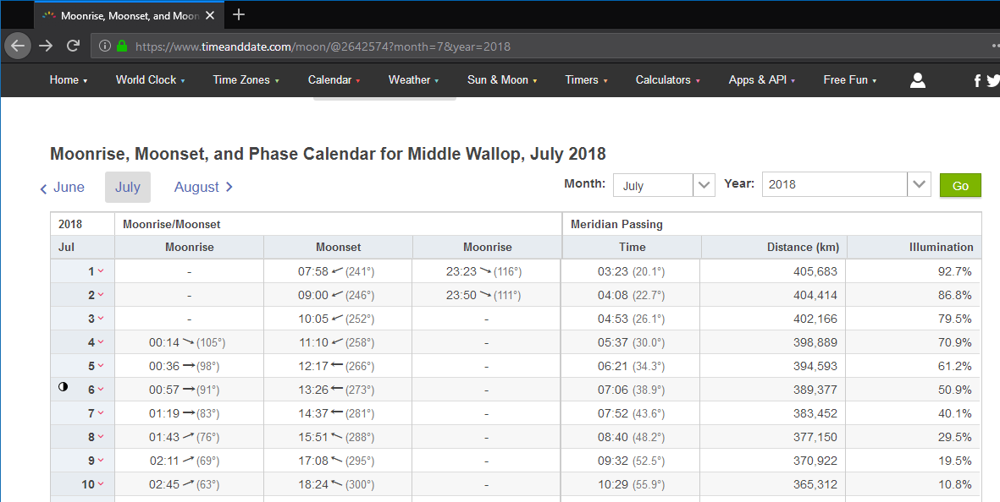 Moonrise, Moonset, and Moon
https://www.timeanddate.com/moon/@2642574?month=7&year=2018
Home World Clock Time Zones Calendar Weather Sun & Moon Timers Calculators Apps & API Free Fun
Moonrise, Moonset, and Phase Calendar for Middle Wallop, July 2018
June July August Month: July Year: 2018 Go
2018 Moonrise/Moonset Meridian Passing
Jul Moonrise Moonset Moonrise Time Distance (km) Illumination
1 - 07:58 (241°) 23:23 (116°) 03:23 (20.1°) 405,683 92.7%
2 - 09:00 (246°) 23:50 (111°) 04:08 (22.7°) 404,414 86.8%
3 - 10:05 (252°) - 04:53 (26.1°) 402,166 79.5%
4 00:14 (105°) 11:10 (258°) - 05:37 (30.0°) 398,889 70.9%
5 00:36 (98°) 12:17 (266°) - 06:21 (34.3°) 394,593 61.2%
6 00:57 (91°) 13:26 (273°) - 07:06 (38.9°) 389,377 50.9%
7 01:19 (83°) 14:37 (281°) - 07:52 (43.6°) 383,452 40.1%
8 01:43 (76°) 15:51 (288°) - 08:40 (48.2°) 377,150 29.5%
9 02:11 (69°) 17:08 (295°) - 09:32 (52.5°) 370,922 19.5%
10 02:45 (63°) 18:24 (300°) - 10:29 (55.9°) 365,312 10.8%